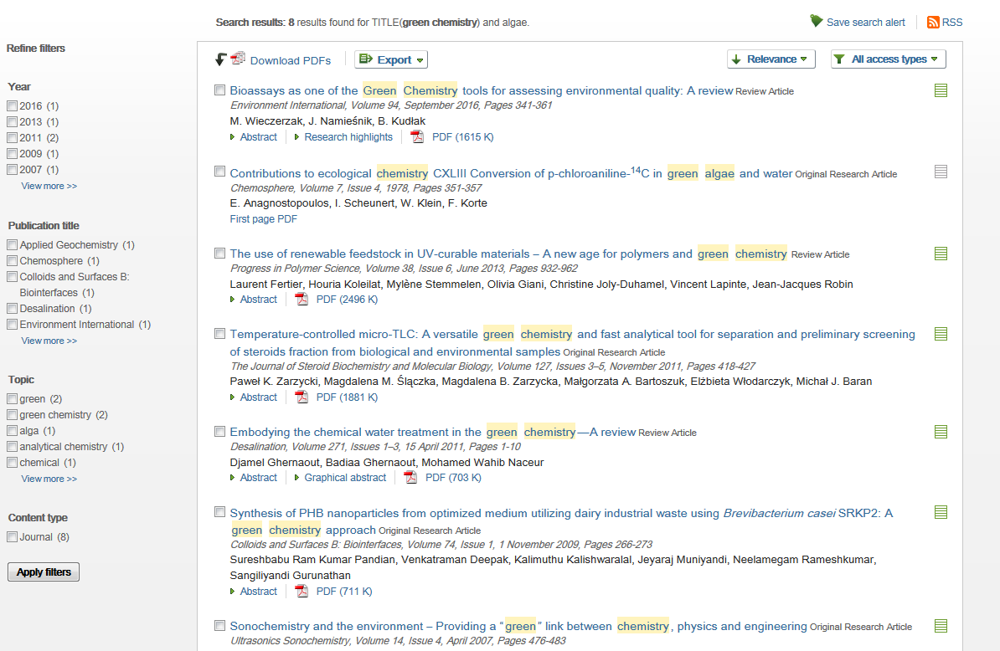 Search results: 8 results found for TITLE(green chemistry) and algae.
Save search alert
RSS
Refine filters
Year
2016 (1)
2013 (1)
2011 (2)
2009 (1)
2007 (1)
View more >>
Publication title
Applied Geochemistry (1)
Chemosphere (1)
Colloids and Surfaces B:
Biointerfaces (1)
Desalination (1)
Environment International (1)
View more >>
Topic
green (2)
green chemistry (2)
alga (1)
analytical chemistry (1)
chemical (1)
View more >>
Content type
Journal (8)
Apply filters
Download PDFs
Export
Relevance
All access types
Bioassays as one of the Green Chemistry tools for assessing environmental quality: A review Review Article
Environment International, Volume 94, September 2016, Pages 341-361
M. Wieczerzak, J. Namieśnik, B. Kudłak
Abstract Research highlights PDF (1615 K)
Contributions to ecological chemistry CXLIII Conversion of p-chloroaniline-¹⁴C in green algae and water Original Research Article
Chemosphere, Volume 7, Issue 4, 1978, Pages 351-357
E. Anagnostopoulos, I. Scheunert, W. Klein, F. Korte
First page PDF
The use of renewable feedstock in UV-curable materials – A new age for polymers and green chemistry Review Article
Progress in Polymer Science, Volume 38, Issue 6, June 2013, Pages 932-962
Laurent Fertier, Houria Koleilat, Mylène Stemmelen, Olivia Giani, Christine Joly-Duhamel, Vincent Lapinte, Jean-Jacques Robin
Abstract PDF (2496 K)
Temperature-controlled micro-TLC: A versatile green chemistry and fast analytical tool for separation and preliminary screening
of steroids fraction from biological and environmental samples Original Research Article
The Journal of Steroid Biochemistry and Molecular Biology, Volume 127, Issues 3–5, November 2011, Pages 418-427
Paweł K. Zarzycki, Magdalena M. Ślączka, Magdalena B. Zarzycka, Małgorzata A. Bartoszuk, Elżbieta Włodarczyk, Michał J. Baran
Abstract PDF (1881 K)
Embodying the chemical water treatment in the green chemistry—A review Review Article
Desalination, Volume 271, Issues 1–3, 15 April 2011, Pages 1-10
Djamel Ghernaout, Badiaa Ghernaout, Mohamed Wahib Naceur
Abstract Graphical abstract PDF (703 K)
Synthesis of PHB nanoparticles from optimized medium utilizing dairy industrial waste using Brevibacterium casei SRKP2: A
green chemistry approach Original Research Article
Colloids and Surfaces B: Biointerfaces, Volume 74, Issue 1, 1 November 2009, Pages 266-273
Sureshbabu Ram Kumar Pandian, Venkatraman Deepak, Kalimuthu Kalishwaralal, Jeyaraj Muniyandi, Neelamegam Rameshkumar,
Sangiliyandi Gurunathan
Abstract PDF (711 K)
Sonochemistry and the environment – Providing a “green” link between chemistry, physics and engineering Original Research Article
Ultrasonics Sonochemistry, Volume 14, Issue 4, April 2007, Pages 476-483